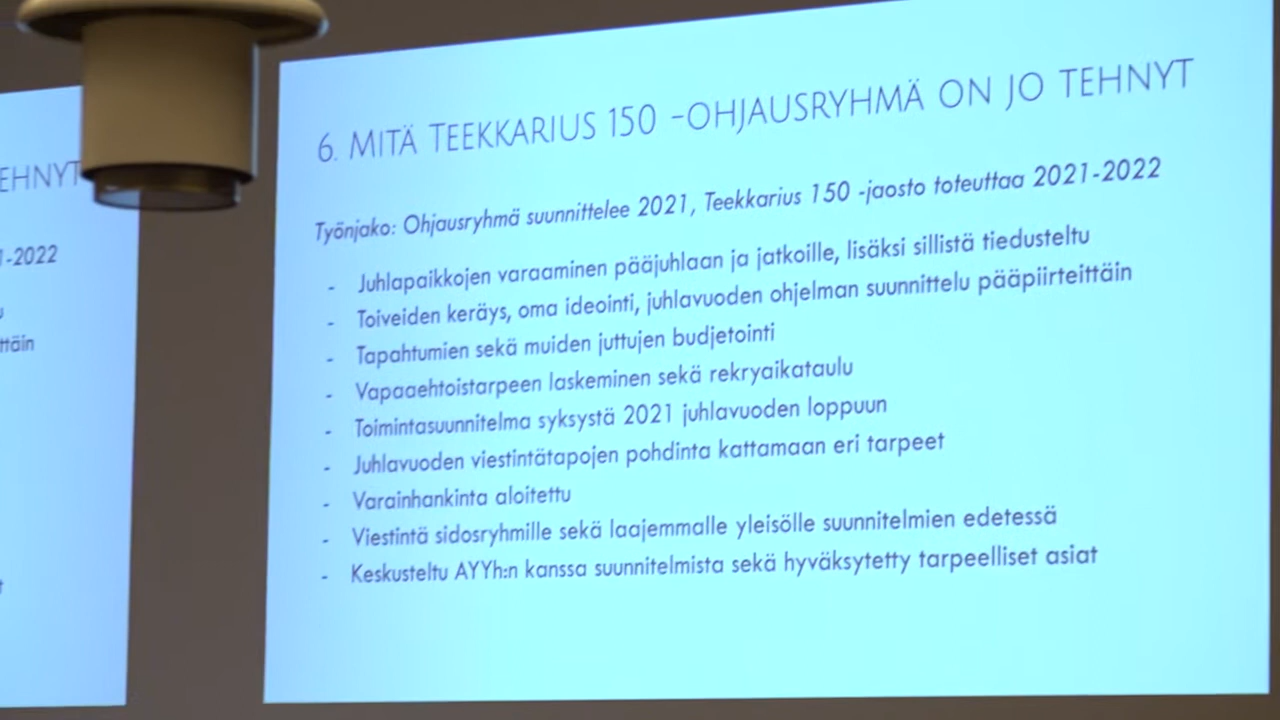 6. MITÄ TEEKKARIUS 150 -OHJAUSRYHMÄ ON JO TEHNYT
Työnjako: Ohjausryhmä suunnittelee 2021, Teekkarius 150 -jaosto toteuttaa 2021-2022
- Juhlapaikkojen varaaminen pääjuhlaan ja jatkoille, lisäksi sillistä tiedusteltu
- Toiveiden keräys, oma ideointi, juhlavuoden ohjelman suunnittelu pääpiirteittäin
- Tapahtumien sekä muiden juttujen budjetointi
- Vapaaehtoistarpeen laskeminen sekä rekryaikataulu
- Toimintasuunnitelma syksystä 2021 juhlavuoden loppuun
- Juhlavuoden viestintätapojen pohdinta kattamaan eri tarpeet
- Varainhankinta aloitettu
- Viestintä sidosryhmille sekä laajemmalle yleisölle suunnitelmien edetessä
- Keskusteltu AYYh:n kanssa suunnitelmista sekä hyväksytetty tarpeelliset asiat
EHNYT
1-2022
ttäin